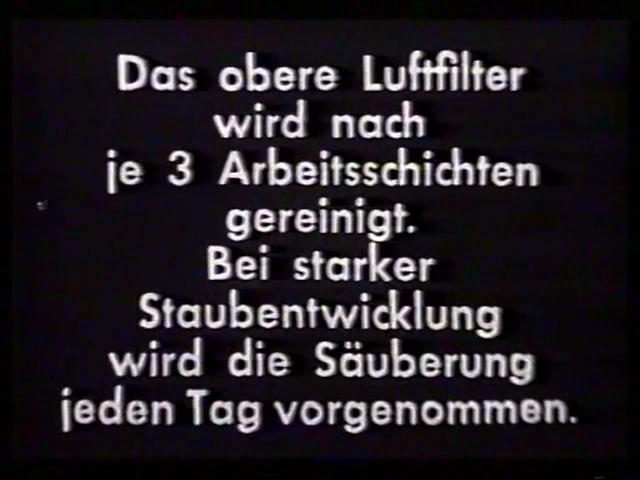 Das obere Luftfilter
wird nach
je 3 Arbeitsschichten
gereinigt.
Bei starker
Staubentwicklung
wird die Säuberung
jeden Tag vorgenommen.